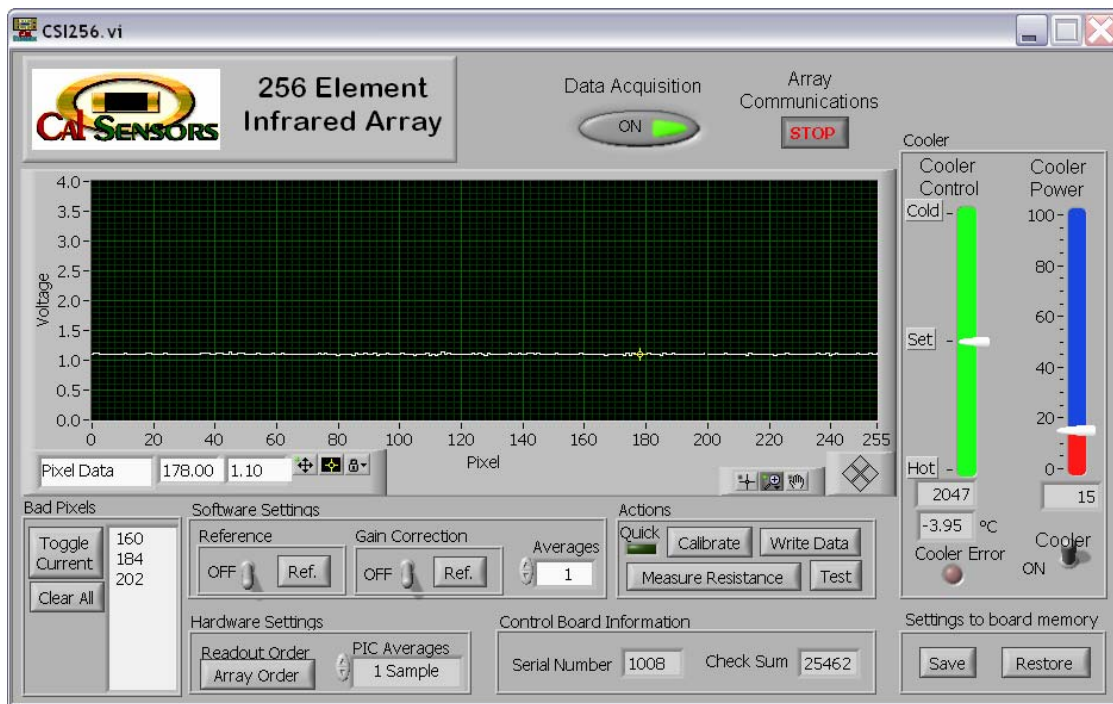 CSI256.vi
CAL SENSORS
256 Element
Infrared Array
Data Acquisition
ON
Array
Communications
STOP
Voltage
4.0
3.5
3.0
2.5
2.0
1.5
1.0
0.5
0.0
0 20 40 60 80 100 120 140 160 180 200 220 240 255
Pixel
Pixel Data 178.00 1.10
Cooler
Cooler
Control
Cold
Set
Hot
2047
-3.95 °C
Cooler Error
Cooler
Power
100
80
60
40
20
0
15
Cooler
ON
Bad Pixels
Toggle
Current
Clear All
160
184
202
Software Settings
Reference
OFF Ref.
Gain Correction
OFF Ref.
Averages
1
Actions
Quick Calibrate Write Data
Measure Resistance Test
Hardware Settings
Readout Order
Array Order
PIC Averages
1 Sample
Control Board Information
Serial Number 1008 Check Sum 25462
Settings to board memory
Save Restore